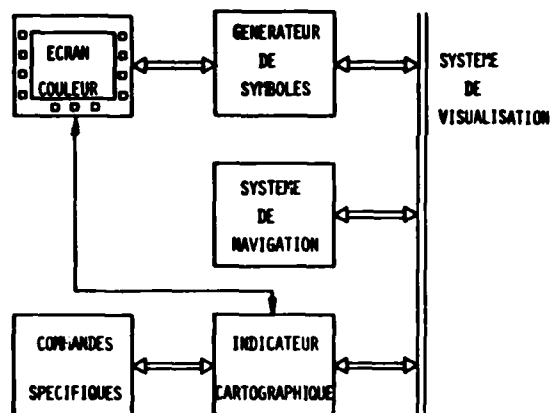 ECRAN
COULEUR
GENERATEUR
DE
SYMBOLES
SYSTEME
DE
VISUALISATION
SYSTEME
DE
NAVIGATION
COMMANDES
SPECIFIQUES
INDICATEUR
CARTOGRAPHIQUE